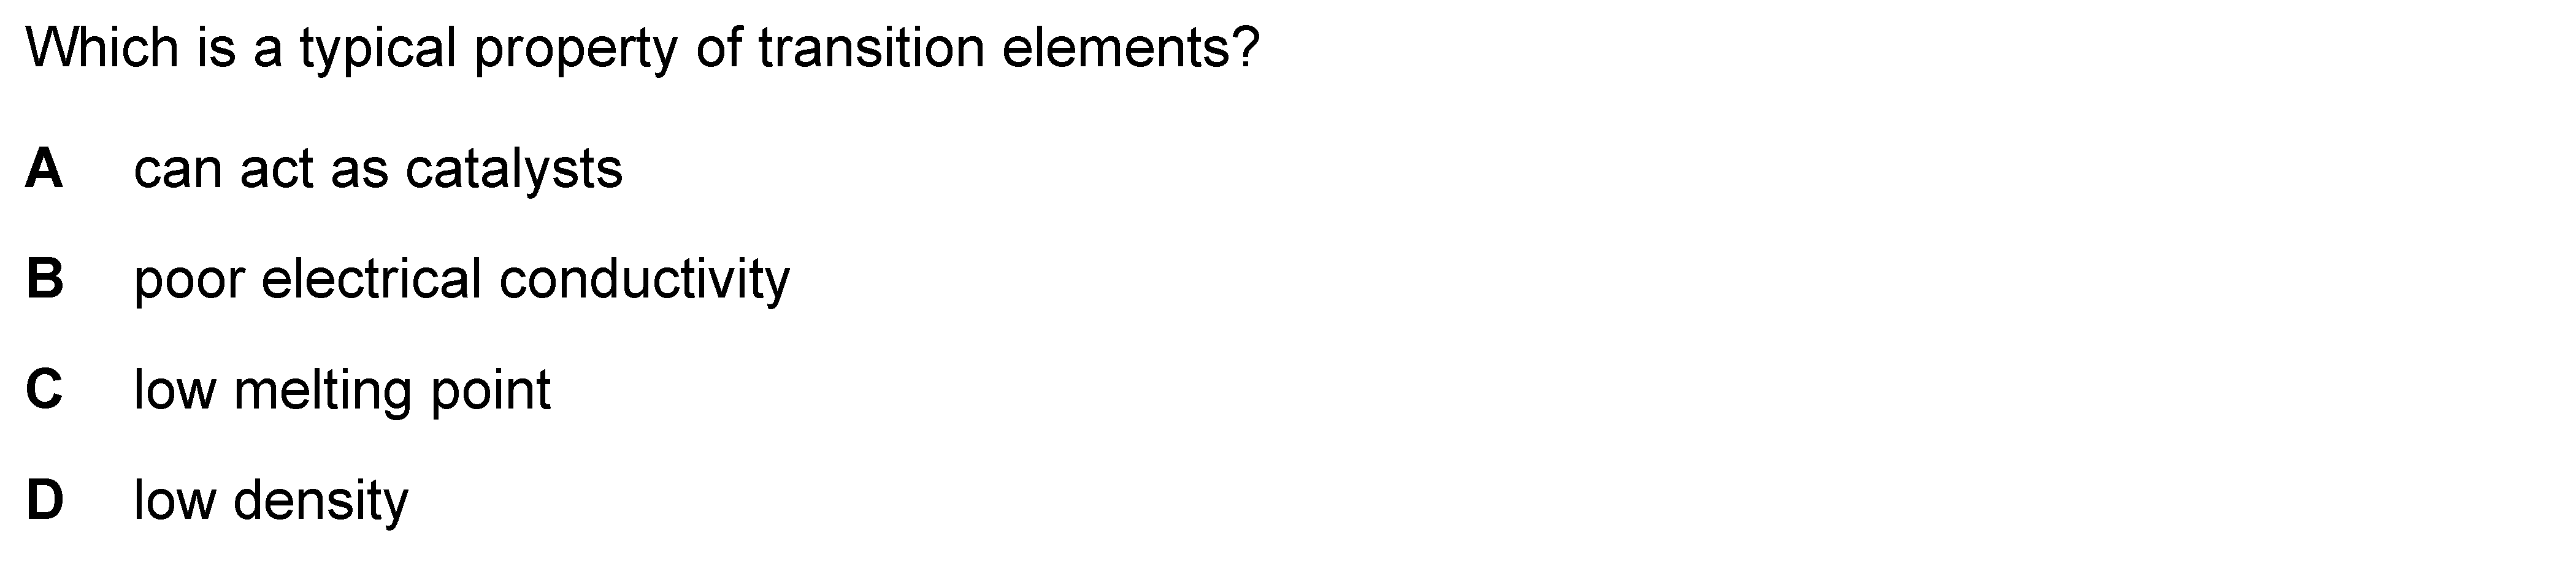 Which is a typical property of transition elements?
A can act as catalysts
B poor electrical conductivity
C low melting point
D low density